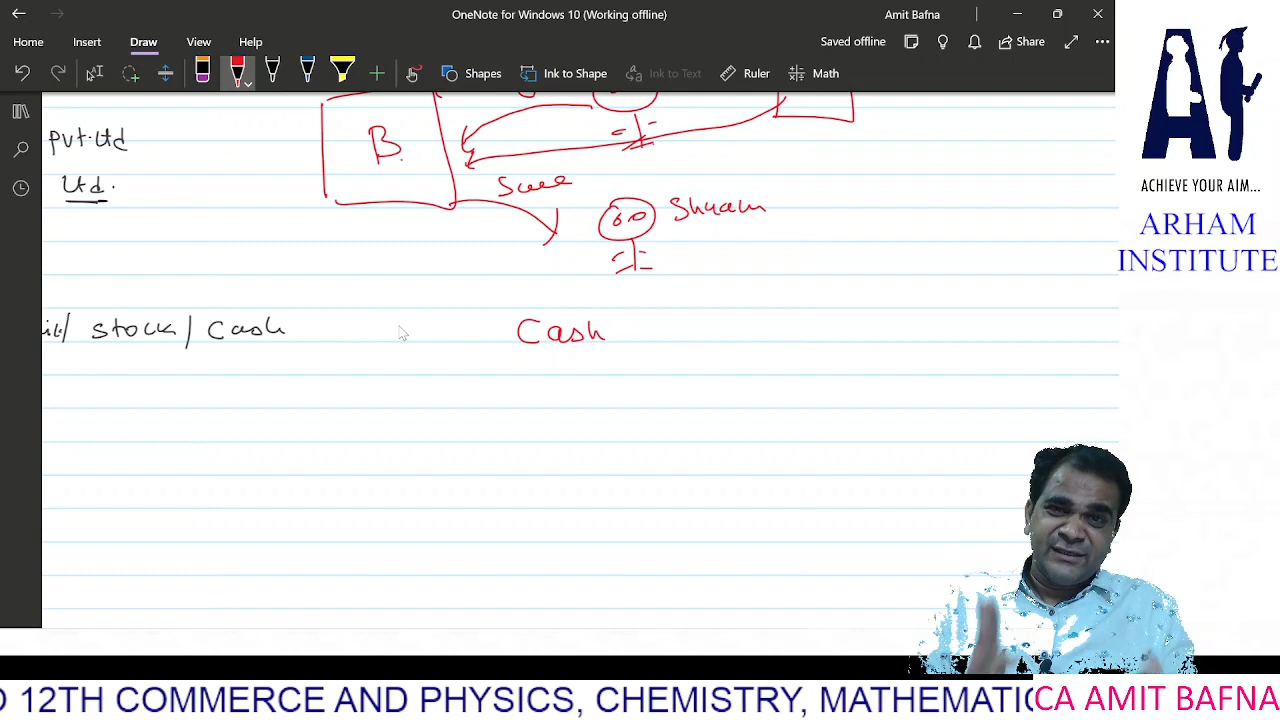 OneNote for Windows 10 (Working offline)
Amit Bafna
Home Insert Draw View Help
Saved offline
Share
Shapes
Ink to Shape
Ink to Text
Ruler
Math
Pvt. Ltd
Ltd.
B.
Shyam
/ Stock / Cash
Cash
ACHIEVE YOUR AIM...
ARHAM
INSTITUTE
12TH COMMERCE AND PHYSICS, CHEMISTRY, MATHEMATIC
CA AMIT BAFNA